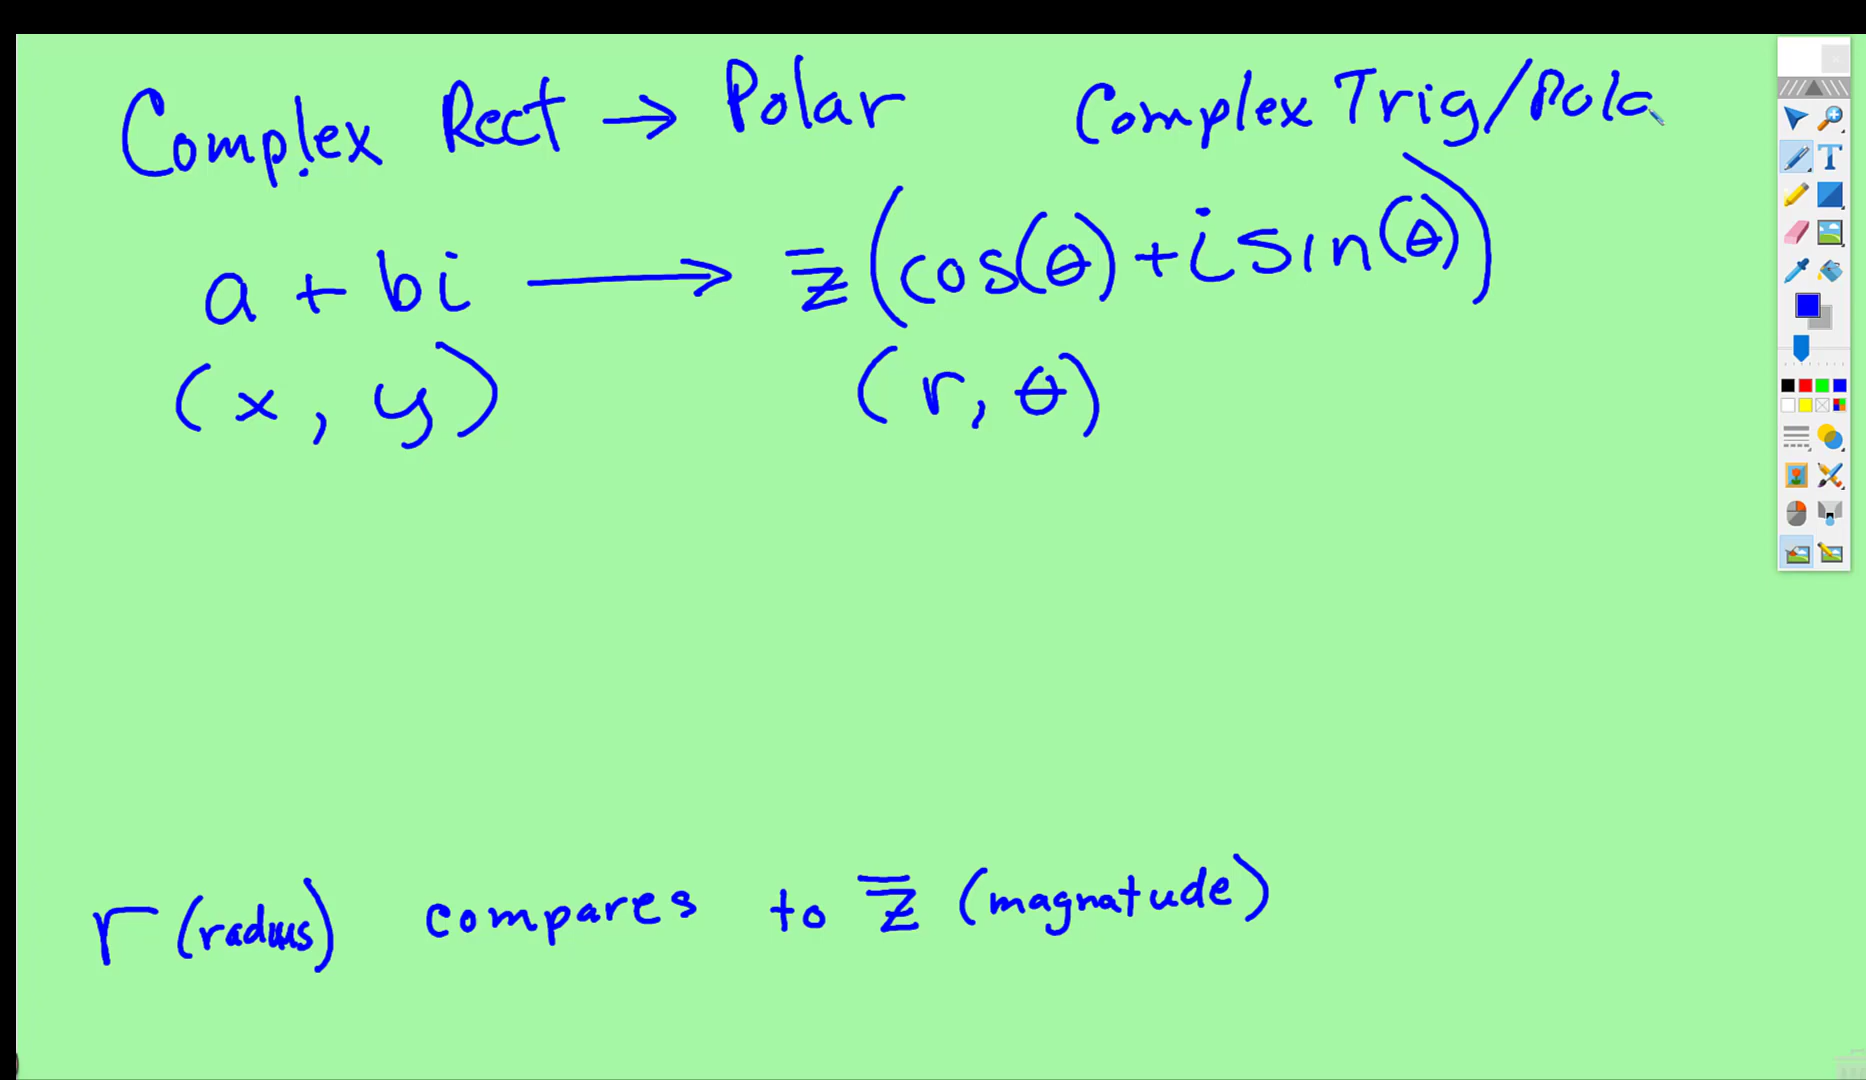 Complex Rect → Polar Complex Trig/Pola
a + bi → z̿(cos(θ) + i sin(θ))
(x, y) (r, θ)
r (radius) compares to z̿ (magnatude)